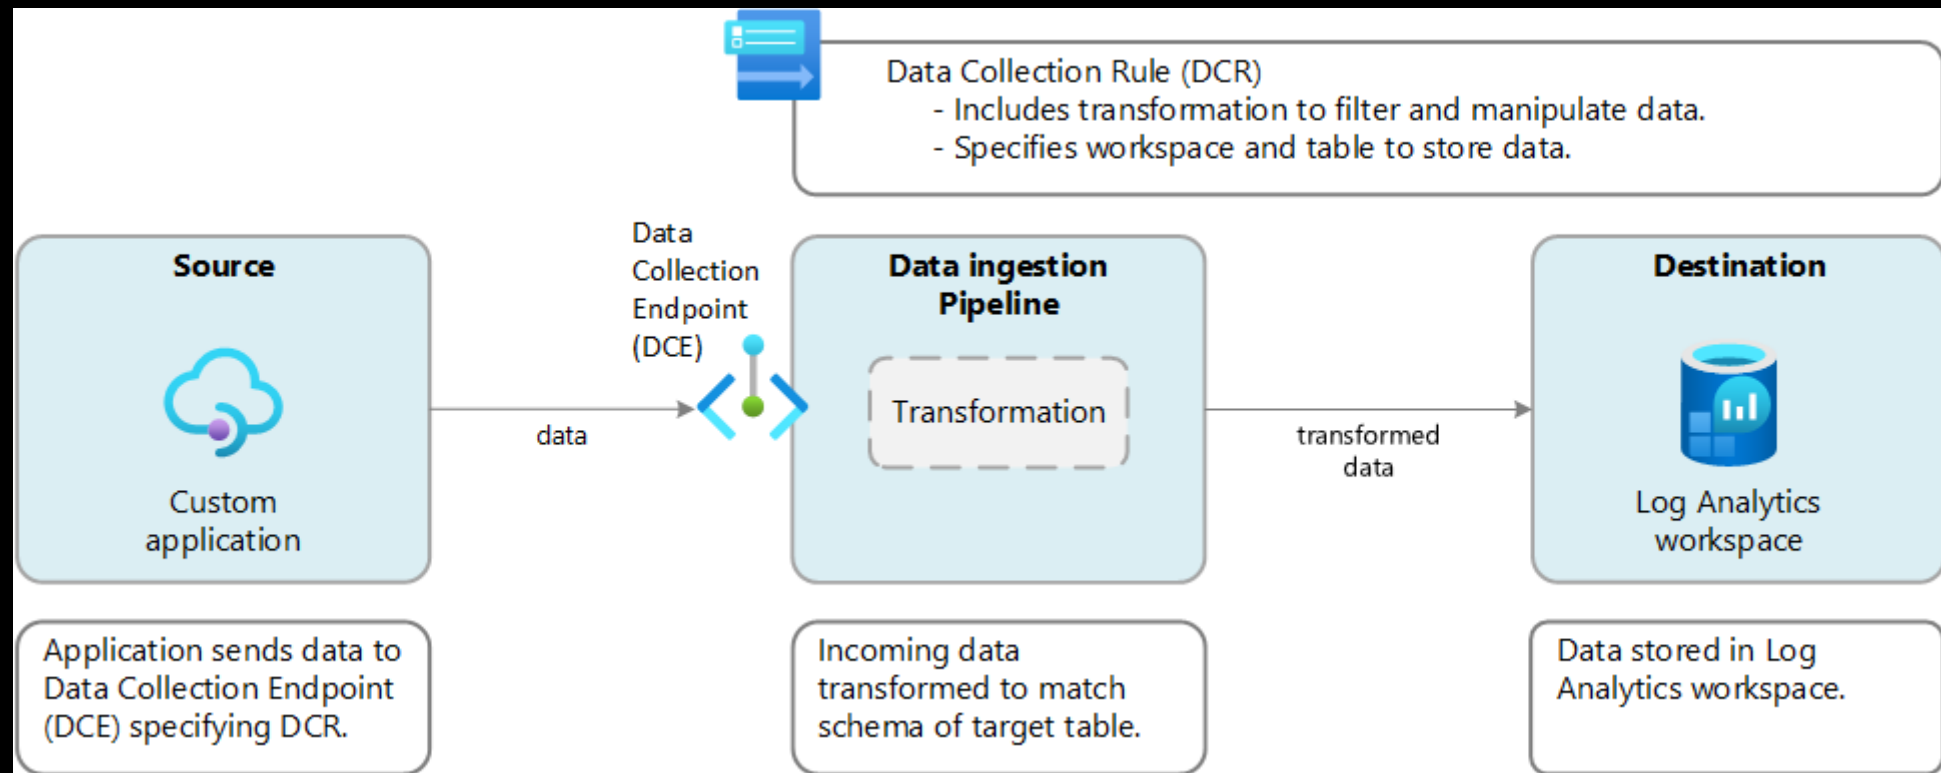 Data Collection Rule (DCR)
- Includes transformation to filter and manipulate data.
- Specifies workspace and table to store data.
Source
Custom
application
data
Data
Collection
Endpoint
(DCE)
Data ingestion
Pipeline
Transformation
transformed
data
Destination
Log Analytics
workspace
Application sends data to
Data Collection Endpoint
(DCE) specifying DCR.
Incoming data
transformed to match
schema of target table.
Data stored in Log
Analytics workspace.